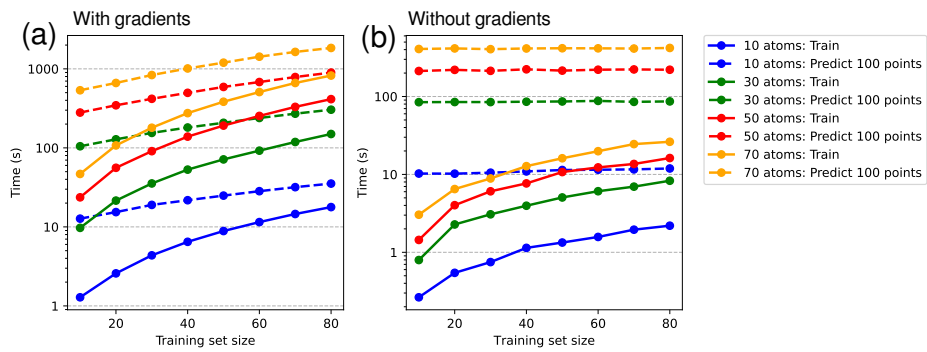 With gradients
Without gradients
(a)
(b)
Time (s)
1000
100
10
1
20
40
60
80
Training set size
Time (s)
100
10
1
20
40
60
80
Training set size
10 atoms: Train
10 atoms: Predict 100 points
30 atoms: Train
30 atoms: Predict 100 points
50 atoms: Train
50 atoms: Predict 100 points
70 atoms: Train
70 atoms: Predict 100 points